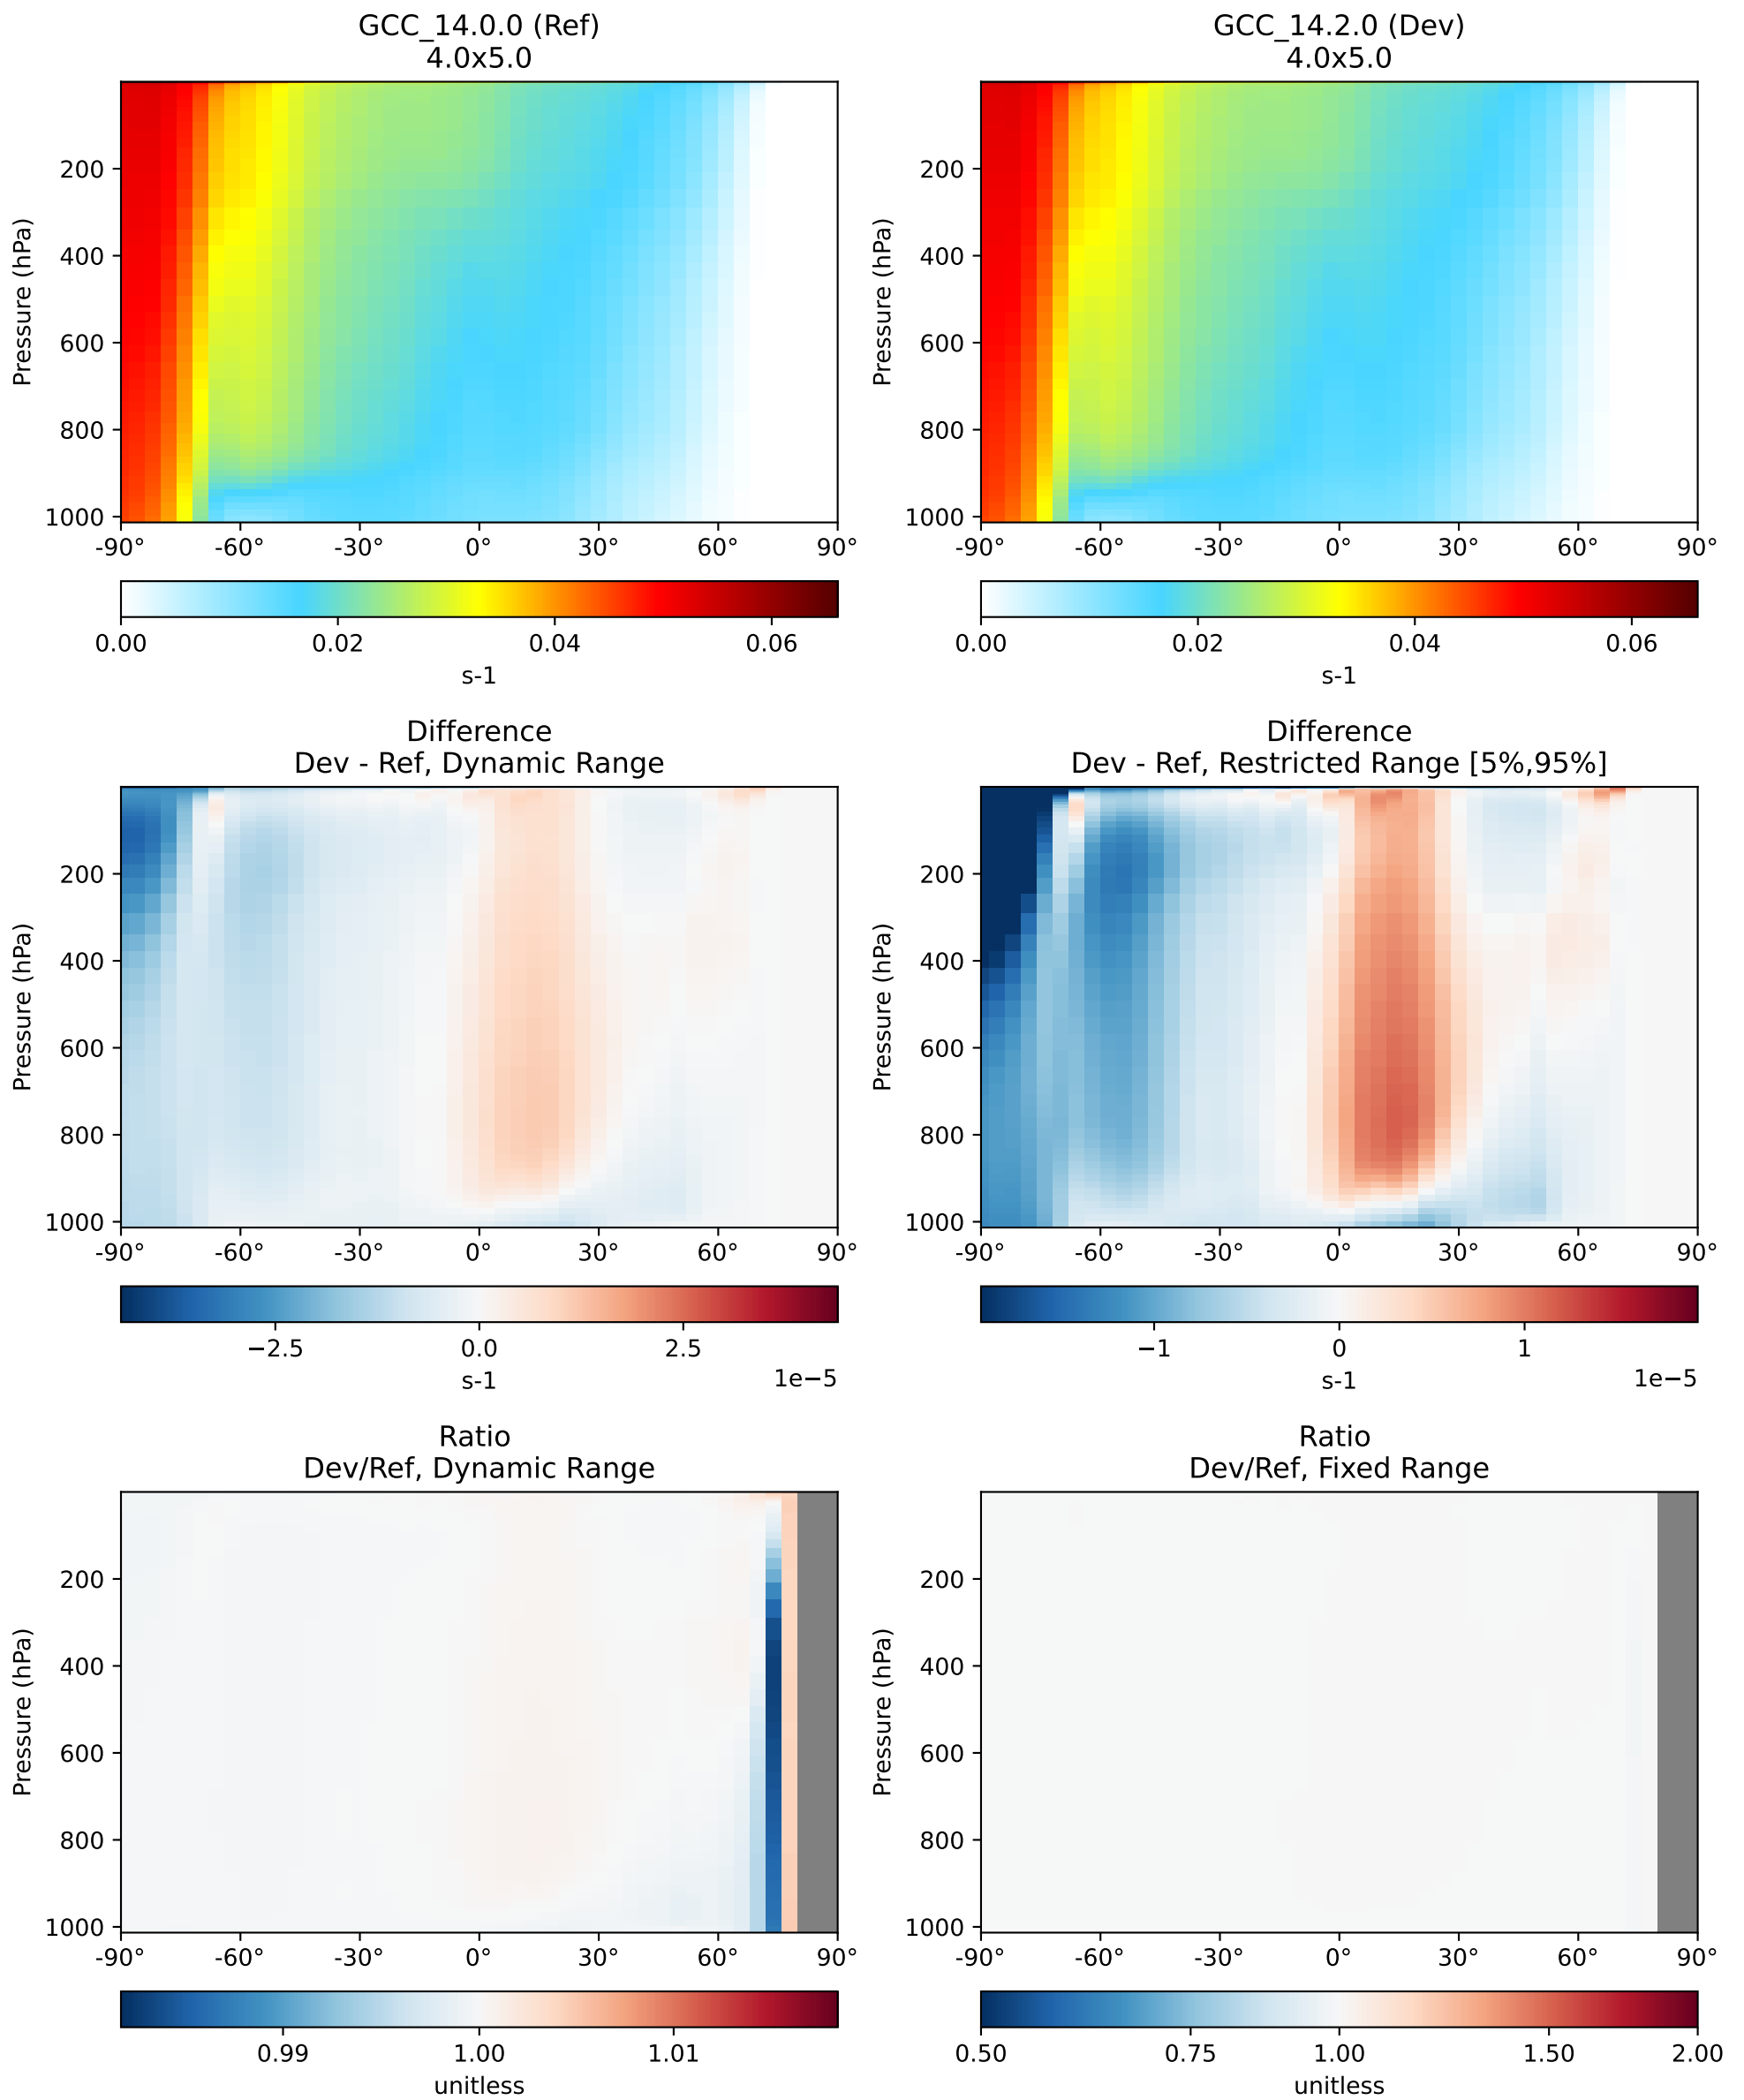 GCC_14.0.0 (Ref)
4.0x5.0
GCC_14.2.0 (Dev)
4.0x5.0
Pressure (hPa)
200
400
600
800
1000
-90° -60° -30° 0° 30° 60° 90°
0.00 0.02 0.04 0.06
s-1
Pressure (hPa)
200
400
600
800
1000
-90° -60° -30° 0° 30° 60° 90°
0.00 0.02 0.04 0.06
s-1
Difference
Dev - Ref, Dynamic Range
Pressure (hPa)
200
400
600
800
1000
-90° -60° -30° 0° 30° 60° 90°
−2.5 0.0 2.5
s-1 1e−5
Difference
Dev - Ref, Restricted Range [5%,95%]
Pressure (hPa)
200
400
600
800
1000
-90° -60° -30° 0° 30° 60° 90°
−1 0 1
s-1 1e−5
Ratio
Dev/Ref, Dynamic Range
Pressure (hPa)
200
400
600
800
1000
-90° -60° -30° 0° 30° 60° 90°
0.99 1.00 1.01
unitless
Ratio
Dev/Ref, Fixed Range
Pressure (hPa)
200
400
600
800
1000
-90° -60° -30° 0° 30° 60° 90°
0.50 0.75 1.00 1.50 2.00
unitless